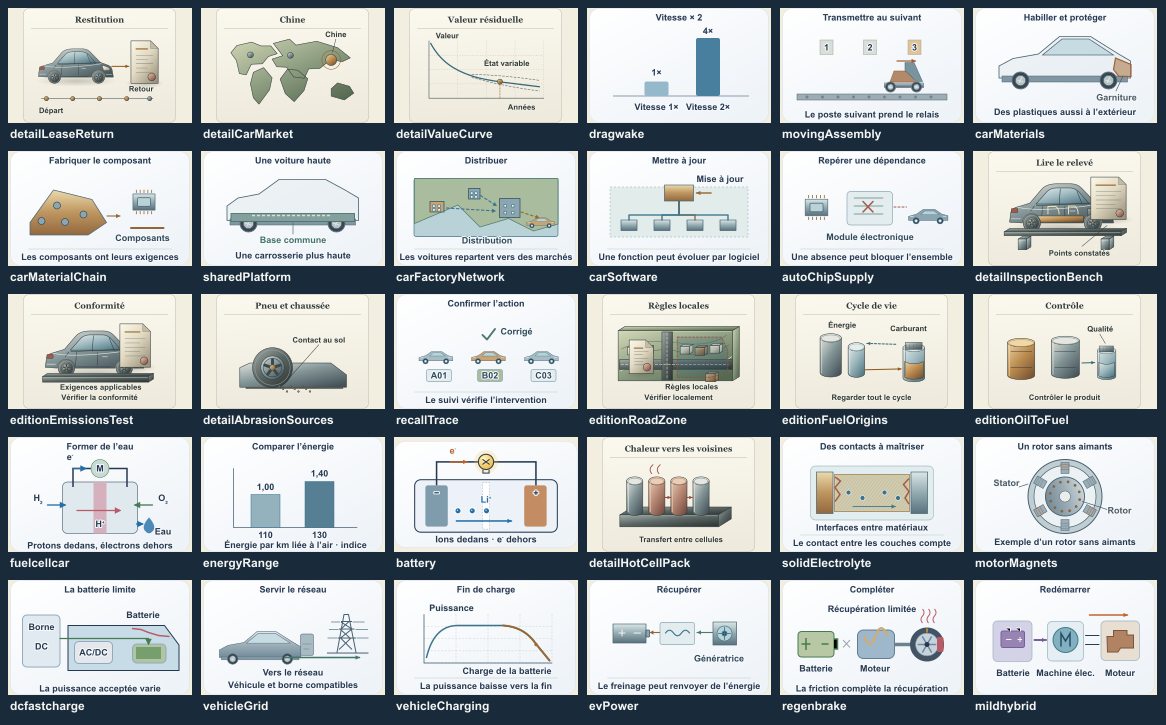 Restitution
Retour
Départ
detailLeaseReturn
Chine
Chine
detailCarMarket
Valeur résiduelle
Valeur
État variable
Années
detailValueCurve
Vitesse × 2
4×
1×
Vitesse 1× Vitesse 2×
dragwake
Transmettre au suivant
1 2 3
Le poste suivant prend le relais
movingAssembly
Habiller et protéger
Garniture
Des plastiques aussi à l'extérieur
carMaterials
Fabriquer le composant
Composants
Les composants ont leurs exigences
carMaterialChain
Une voiture haute
Base commune
Une carrosserie plus haute
sharedPlatform
Distribuer
Distribution
Les voitures repartent vers des marchés
carFactoryNetwork
Mettre à jour
Mise à jour
Une fonction peut évoluer par logiciel
carSoftware
Repérer une dépendance
Module électronique
Une absence peut bloquer l'ensemble
autoChipSupply
Lire le relevé
Points constatés
detailInspectionBench
Conformité
Exigences applicables
Vérifier la conformité
editionEmissionsTest
Pneu et chaussée
Contact au sol
detailAbrasionSources
Confirmer l'action
Corrigé
A01 B02 C03
Le suivi vérifie l'intervention
recallTrace
Règles locales
Règles locales
Vérifier localement
editionRoadZone
Cycle de vie
Énergie
Carburant
Regarder tout le cycle
editionFuelOrigins
Contrôle
Qualité
Contrôler le produit
editionOilToFuel
Former de l'eau
e⁻
M
H₂
O₂
H⁺
Eau
Protons dedans, électrons dehors
fuelcellcar
Comparer l'énergie
1,40
1,00
110 130
Énergie par km liée à l'air · indice
energyRange
e⁻
− +
Li⁺
Ions dedans · e⁻ dehors
battery
Chaleur vers les voisines
Transfert entre cellules
detailHotCellPack
Des contacts à maîtriser
Interfaces entre matériaux
Le contact entre les couches compte
solidElectrolyte
Un rotor sans aimants
Stator
Rotor
Exemple d'un rotor sans aimants
motorMagnets
La batterie limite
Batterie
Borne
DC
AC/DC
La puissance acceptée varie
dcfastcharge
Servir le réseau
Vers le réseau
Véhicule et borne compatibles
vehicleGrid
Fin de charge
Puissance
Charge de la batterie
La puissance baisse vers la fin
vehicleCharging
Récupérer
+ −
Génératrice
Le freinage peut renvoyer de l'énergie
evPower
Compléter
Récupération limitée
+ −
Batterie
Moteur
La friction complète la récupération
regenbrake
Redémarrer
+ −
M
Batterie Machine élec. Moteur
mildhybrid